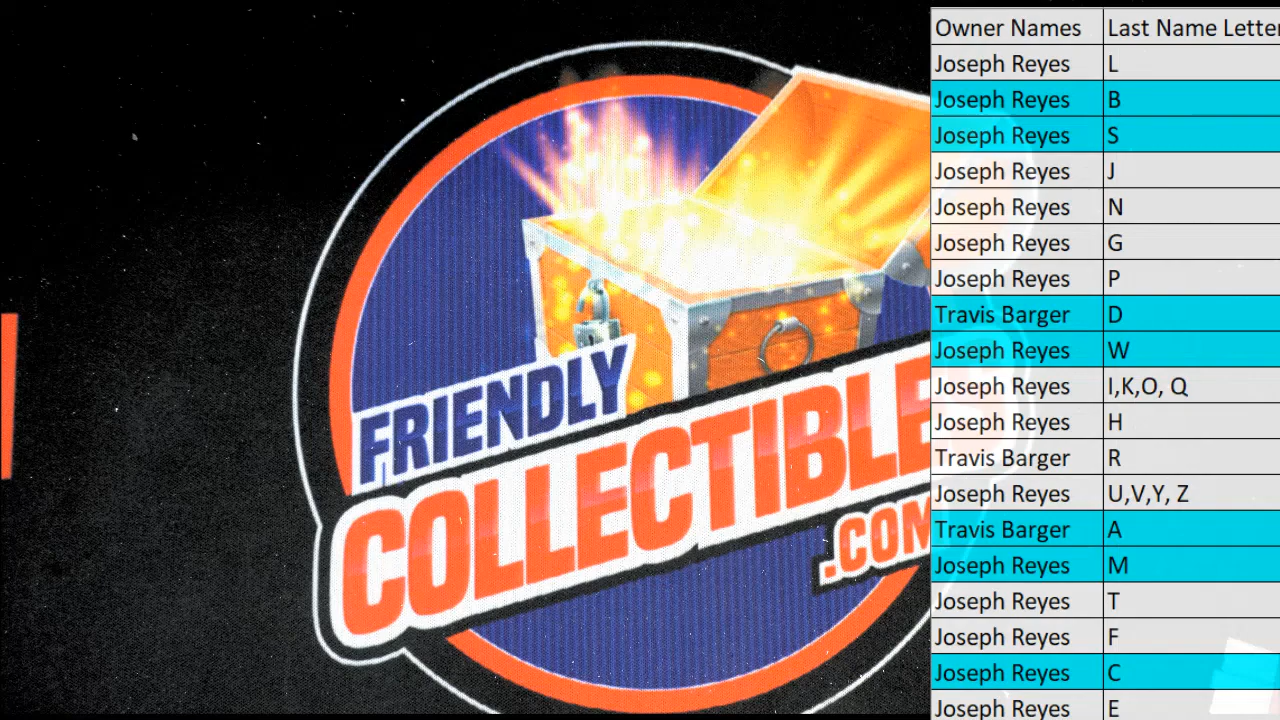 FRIENDLY
COLLECTIBLE
.COM
Owner Names Last Name Letter
Joseph Reyes L
Joseph Reyes B
Joseph Reyes S
Joseph Reyes J
Joseph Reyes N
Joseph Reyes G
Joseph Reyes P
Travis Barger D
Joseph Reyes W
Joseph Reyes I,K,O, Q
Joseph Reyes H
Travis Barger R
Joseph Reyes U,V,Y, Z
Travis Barger A
Joseph Reyes M
Joseph Reyes T
Joseph Reyes F
Joseph Reyes C
Joseph Reyes E